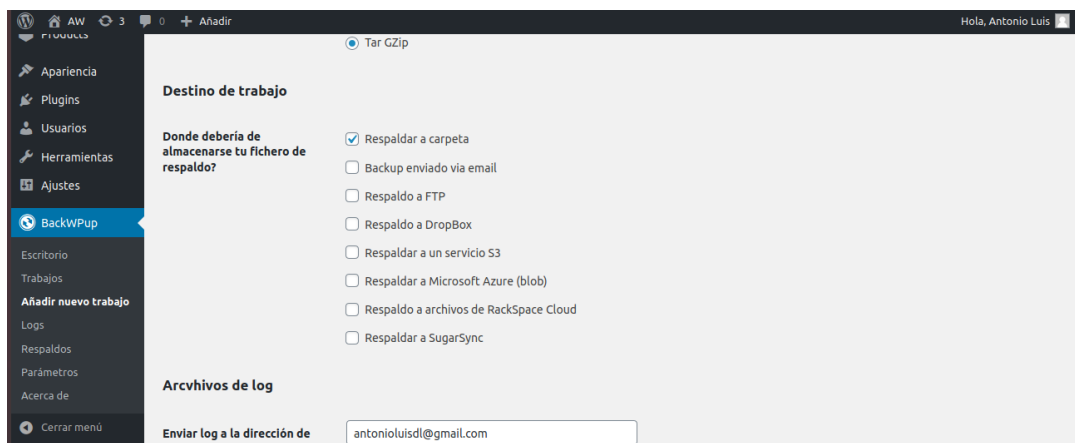 AW 3 0 Añadir Hola, Antonio Luis
Products
Apariencia
Plugins
Usuarios
Herramientas
Ajustes
BackWPup
Escritorio
Trabajos
Añadir nuevo trabajo
Logs
Respaldos
Parámetros
Acerca de
Cerrar menú
Tar GZip
Destino de trabajo
Donde debería de
almacenarse tu fichero de
respaldo?
Respaldar a carpeta
Backup enviado via email
Respaldo a FTP
Respaldo a DropBox
Respaldar a un servicio S3
Respaldar a Microsoft Azure (blob)
Respaldo a archivos de RackSpace Cloud
Respaldar a SugarSync
Arcvhivos de log
Enviar log a la dirección de
antonioluisdl@gmail.com